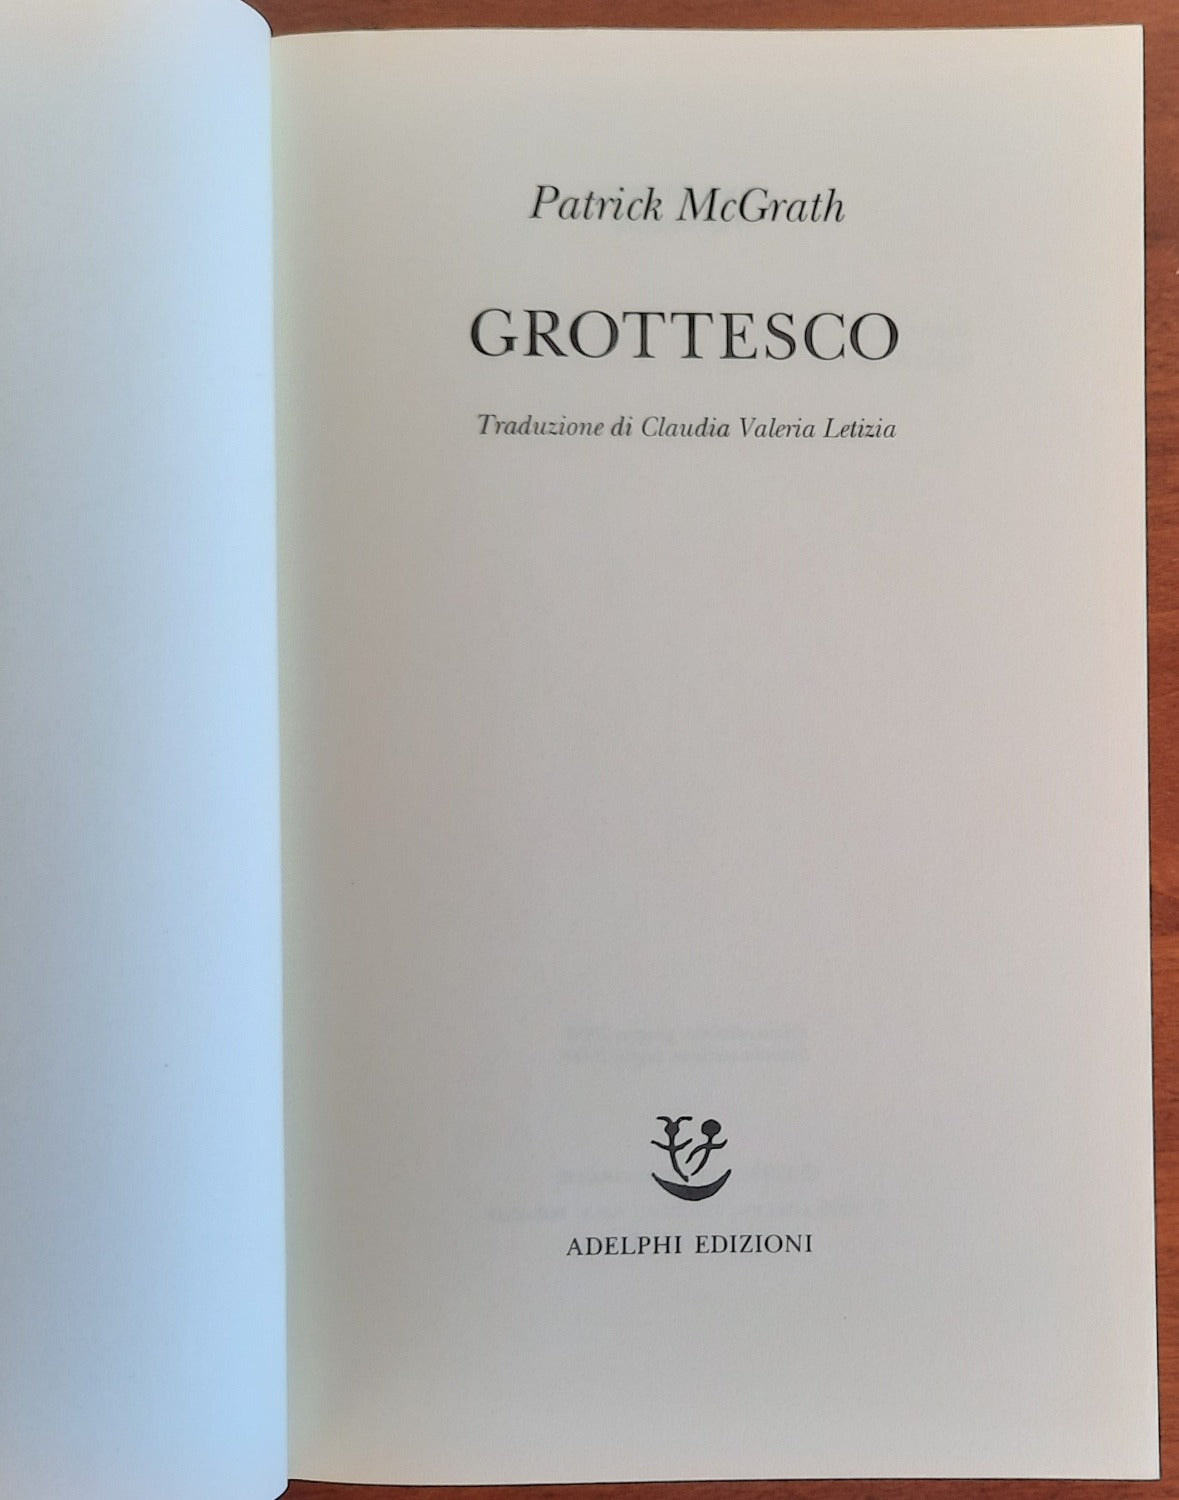 Patrick McGrath
GROTTESCO
Traduzione di Claudia Valeria Letizia
ADELPHI EDIZIONI